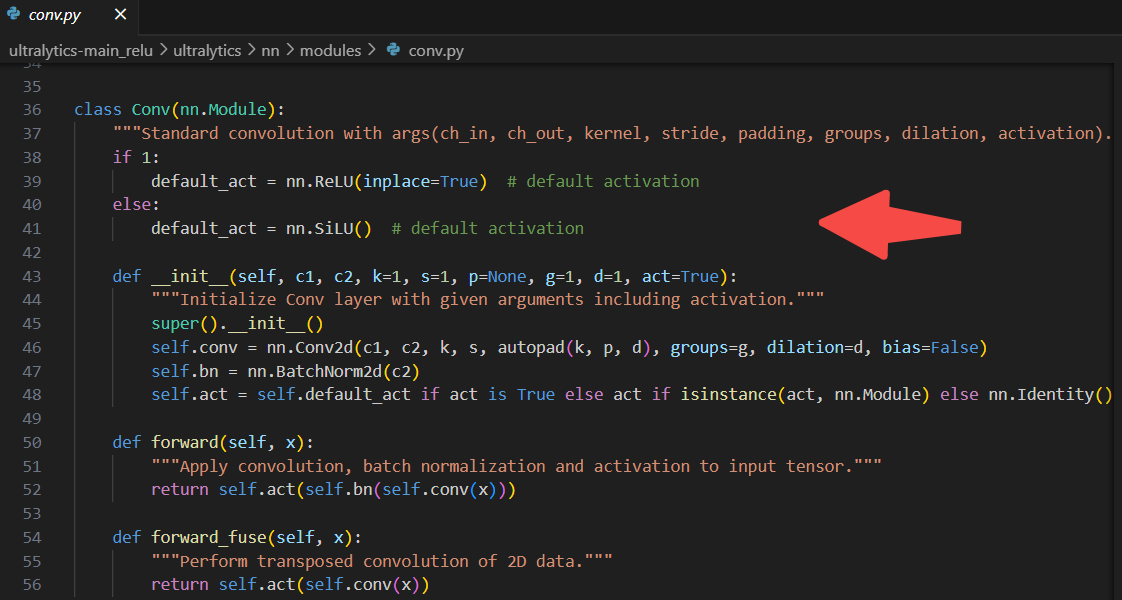 conv.py
ultralytics-main_relu > ultralytics > nn > modules > conv.py
34
35
36 class Conv(nn.Module):
37 """Standard convolution with args(ch_in, ch_out, kernel, stride, padding, groups, dilation, activation).
38 if 1:
39 default_act = nn.ReLU(inplace=True)  # default activation
40 else:
41 default_act = nn.SiLU()  # default activation
42
43 def __init__(self, c1, c2, k=1, s=1, p=None, g=1, d=1, act=True):
44 """Initialize Conv layer with given arguments including activation."""
45 super().__init__()
46 self.conv = nn.Conv2d(c1, c2, k, s, autopad(k, p, d), groups=g, dilation=d, bias=False)
47 self.bn = nn.BatchNorm2d(c2)
48 self.act = self.default_act if act is True else act if isinstance(act, nn.Module) else nn.Identity()
49
50 def forward(self, x):
51 """Apply convolution, batch normalization and activation to input tensor."""
52 return self.act(self.bn(self.conv(x)))
53
54 def forward_fuse(self, x):
55 """Perform transposed convolution of 2D data."""
56 return self.act(self.conv(x))